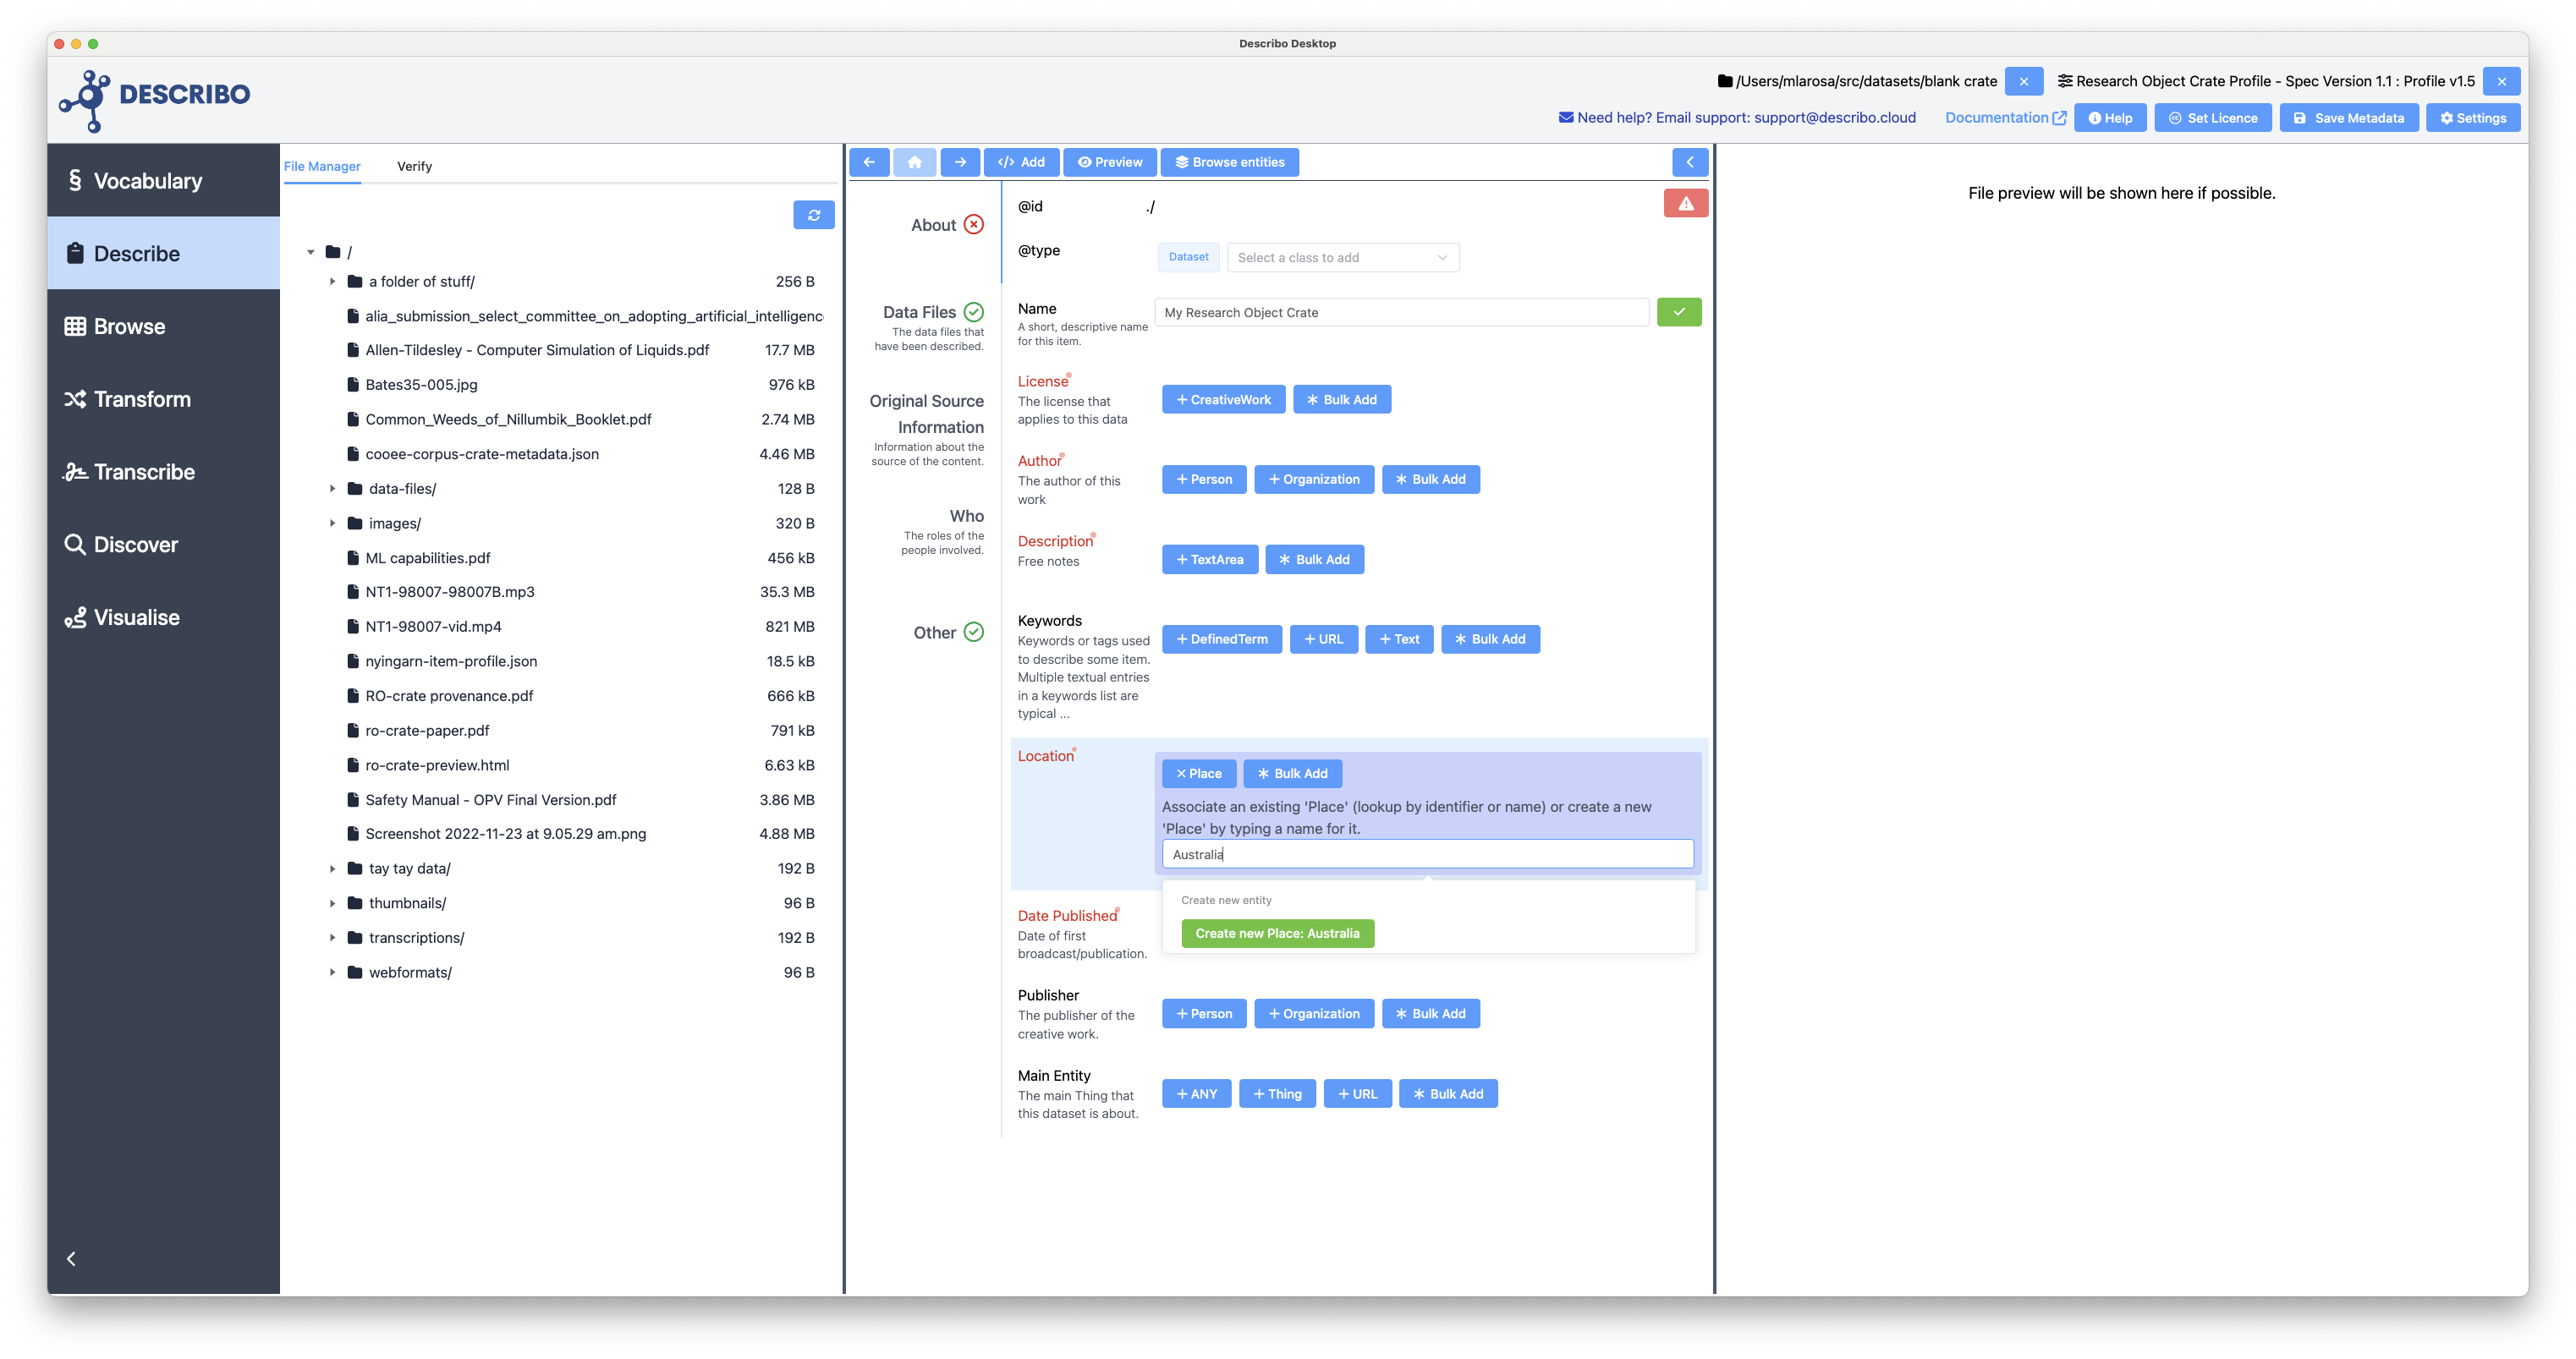 Describo Desktop
DESCRIBO
/Users/mlarosa/src/datasets/blank crate
Research Object Crate Profile - Spec Version 1.1 : Profile v1.5
Need help? Email support: support@describo.cloud
Documentation
Help
Set Licence
Save Metadata
Settings
Vocabulary
Describe
Browse
Transform
Transcribe
Discover
Visualise
File Manager
Verify
/
a folder of stuff/ 256 B
alia_submission_select_committee_on_adopting_artificial_intelligenc
Allen-Tildesley - Computer Simulation of Liquids.pdf 17.7 MB
Bates35-005.jpg 976 kB
Common_Weeds_of_Nillumbik_Booklet.pdf 2.74 MB
cooee-corpus-crate-metadata.json 4.46 MB
data-files/ 128 B
images/ 320 B
ML capabilities.pdf 456 kB
NT1-98007-98007B.mp3 35.3 MB
NT1-98007-vid.mp4 821 MB
nyingarn-item-profile.json 18.5 kB
RO-crate provenance.pdf 666 kB
ro-crate-paper.pdf 791 kB
ro-crate-preview.html 6.63 kB
Safety Manual - OPV Final Version.pdf 3.86 MB
Screenshot 2022-11-23 at 9.05.29 am.png 4.88 MB
tay tay data/ 192 B
thumbnails/ 96 B
transcriptions/ 192 B
webformats/ 96 B
</> Add
Preview
Browse entities
About
Data Files
The data files that
have been described.
Original Source
Information
Information about the
source of the content.
Who
The roles of the
people involved.
Other
@id ./
@type Dataset Select a class to add
Name
A short, descriptive name
for this item.
My Research Object Crate
License
The license that
applies to this data
+ CreativeWork
Bulk Add
Author
The author of this
work
+ Person
+ Organization
Bulk Add
Description
Free notes
+ TextArea
Bulk Add
Keywords
Keywords or tags used
to describe some item.
Multiple textual entries
in a keywords list are
typical ...
+ DefinedTerm
+ URL
+ Text
Bulk Add
Location
× Place
Bulk Add
Associate an existing 'Place' (lookup by identifier or name) or create a new
'Place' by typing a name for it.
Australia
Create new entity
Create new Place: Australia
Date Published
Date of first
broadcast/publication.
Publisher
The publisher of the
creative work.
+ Person
+ Organization
Bulk Add
Main Entity
The main Thing that
this dataset is about.
+ ANY
+ Thing
+ URL
Bulk Add
File preview will be shown here if possible.